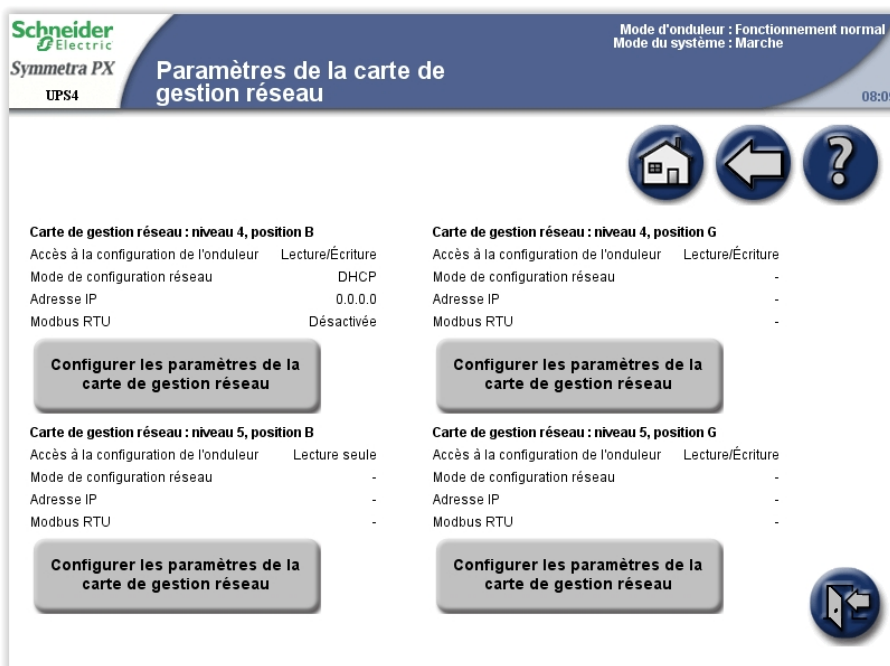 Schneider
Electric
Symmetra PX
UPS4
Paramètres de la carte de
gestion réseau
Mode d'onduleur : Fonctionnement normal
Mode du système : Marche
?
Carte de gestion réseau : niveau 4, position B
Accès à la configuration de l'onduleur Lecture/Écriture
Mode de configuration réseau DHCP
Adresse IP 0.0.0.0
Modbus RTU Désactivée
Configurer les paramètres de la
carte de gestion réseau
Carte de gestion réseau : niveau 4, position G
Accès à la configuration de l'onduleur Lecture/Écriture
Mode de configuration réseau -
Adresse IP -
Modbus RTU -
Configurer les paramètres de la
carte de gestion réseau
Carte de gestion réseau : niveau 5, position B
Accès à la configuration de l'onduleur Lecture seule
Mode de configuration réseau -
Adresse IP -
Modbus RTU -
Configurer les paramètres de la
carte de gestion réseau
Carte de gestion réseau : niveau 5, position G
Accès à la configuration de l'onduleur Lecture/Écriture
Mode de configuration réseau -
Adresse IP -
Modbus RTU -
Configurer les paramètres de la
carte de gestion réseau